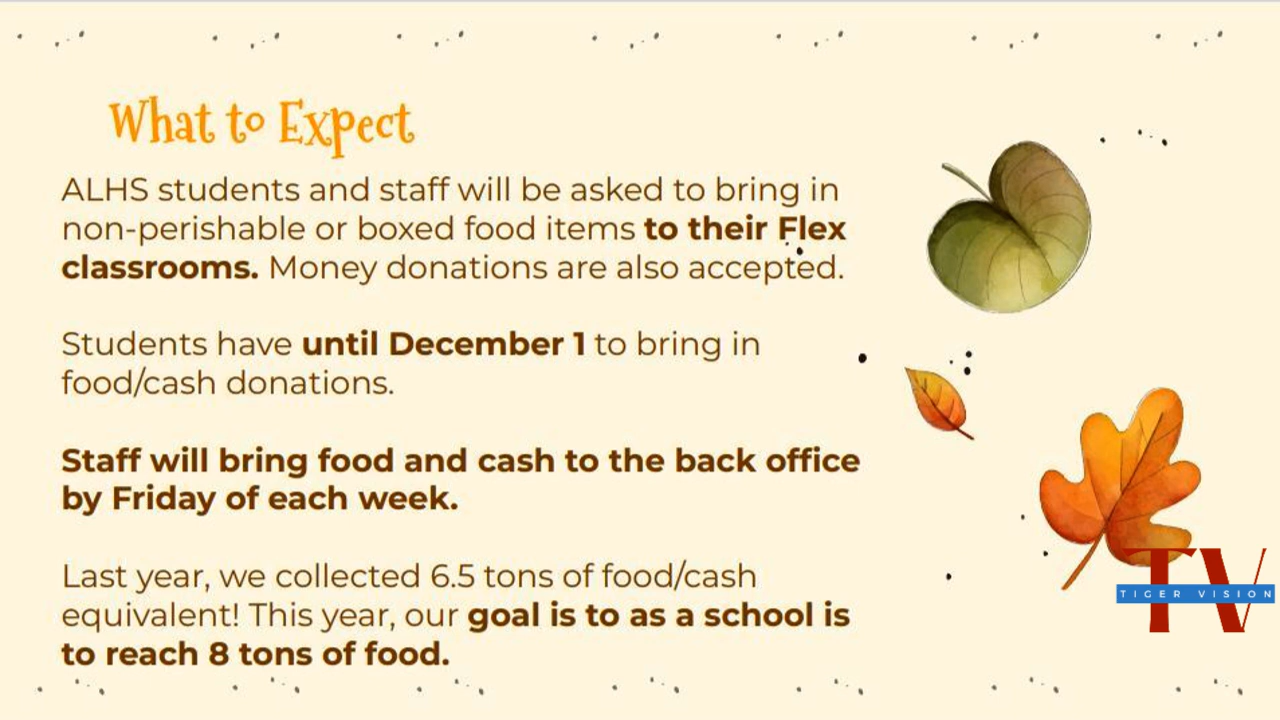 What to Expect
ALHS students and staff will be asked to bring in
non-perishable or boxed food items to their Flex
classrooms. Money donations are also accepted.
Students have until December 1 to bring in
food/cash donations.
Staff will bring food and cash to the back office
by Friday of each week.
Last year, we collected 6.5 tons of food/cash
equivalent! This year, our goal is to as a school is
to reach 8 tons of food.
TV
TIGER VISION